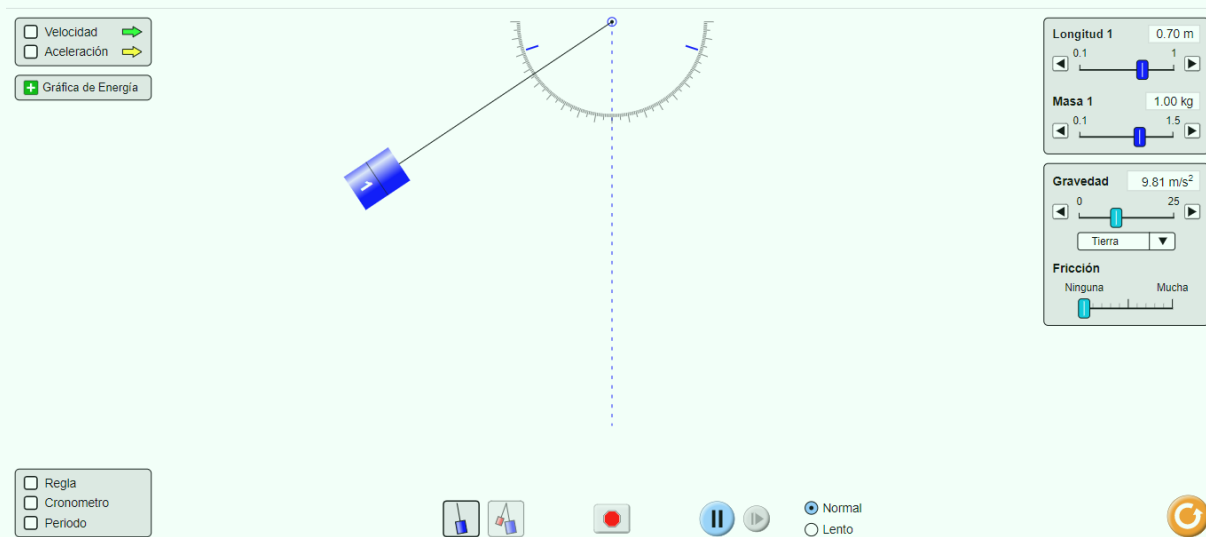 Velocidad
Aceleración
Gráfica de Energía
1
Longitud 1 0.70 m
0.1 1
Masa 1 1.00 kg
0.1 1.5
Gravedad 9.81 m/s²
0 25
Tierra
Fricción
Ninguna Mucha
Regla
Cronometro
Periodo
Normal
Lento